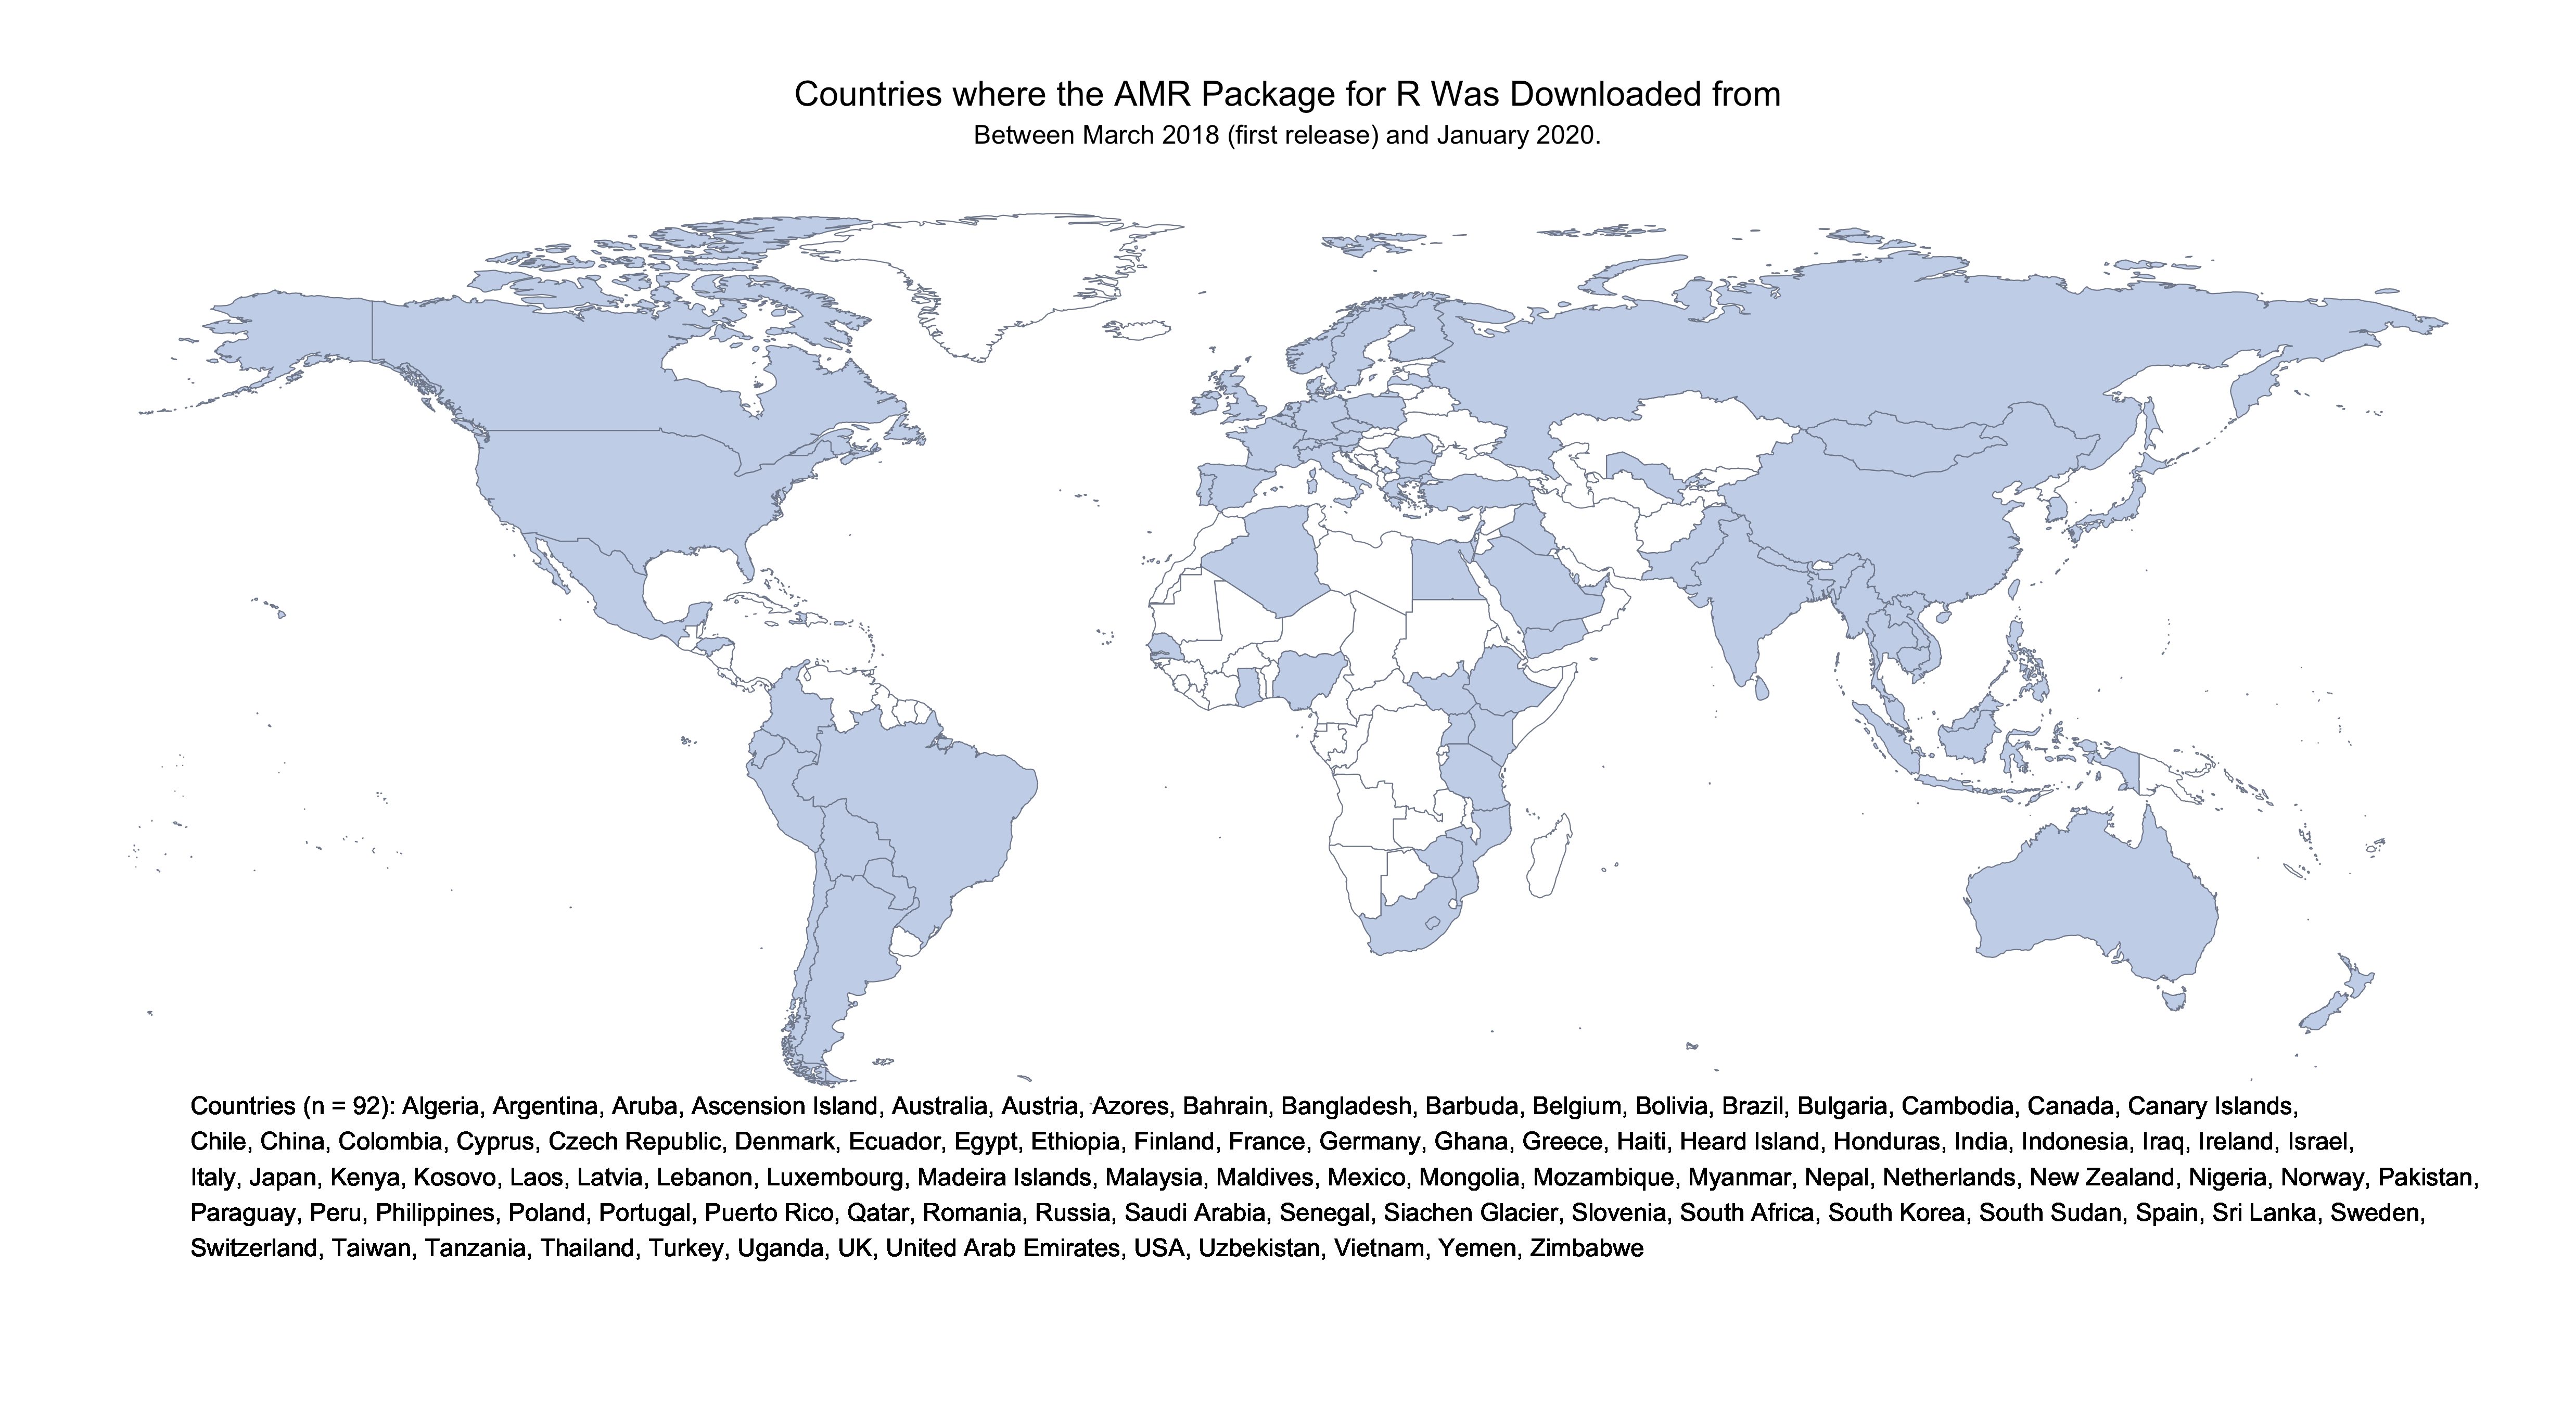 Countries where the AMR Package for R Was Downloaded from
Between March 2018 (first release) and January 2020.
Countries (n = 92): Algeria, Argentina, Aruba, Ascension Island, Australia, Austria, Azores, Bahrain, Bangladesh, Barbuda, Belgium, Bolivia, Brazil, Bulgaria, Cambodia, Canada, Canary Islands,
Chile, China, Colombia, Cyprus, Czech Republic, Denmark, Ecuador, Egypt, Ethiopia, Finland, France, Germany, Ghana, Greece, Haiti, Heard Island, Honduras, India, Indonesia, Iraq, Ireland, Israel,
Italy, Japan, Kenya, Kosovo, Laos, Latvia, Lebanon, Luxembourg, Madeira Islands, Malaysia, Maldives, Mexico, Mongolia, Mozambique, Myanmar, Nepal, Netherlands, New Zealand, Nigeria, Norway, Pakistan,
Paraguay, Peru, Philippines, Poland, Portugal, Puerto Rico, Qatar, Romania, Russia, Saudi Arabia, Senegal, Siachen Glacier, Slovenia, South Africa, South Korea, South Sudan, Spain, Sri Lanka, Sweden,
Switzerland, Taiwan, Tanzania, Thailand, Turkey, Uganda, UK, United Arab Emirates, USA, Uzbekistan, Vietnam, Yemen, Zimbabwe